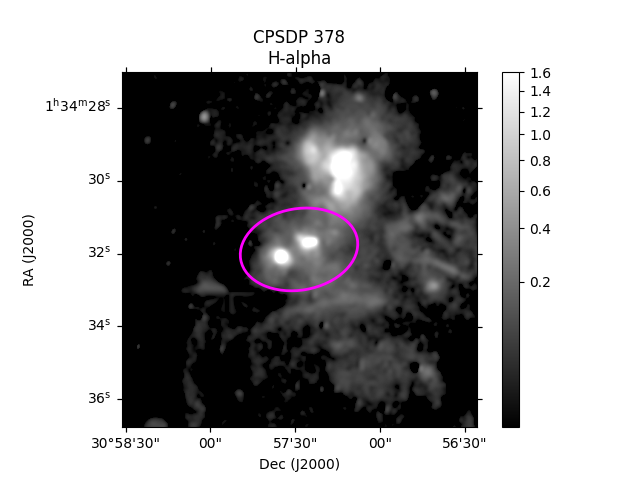 CPSDP 378
H-alpha
1ʰ34ᵐ28ˢ
30ˢ
32ˢ
34ˢ
36ˢ
RA (J2000)
30°58'30" 00" 57'30" 00" 56'30"
Dec (J2000)
1.6
1.4
1.2
1.0
0.8
0.6
0.4
0.2